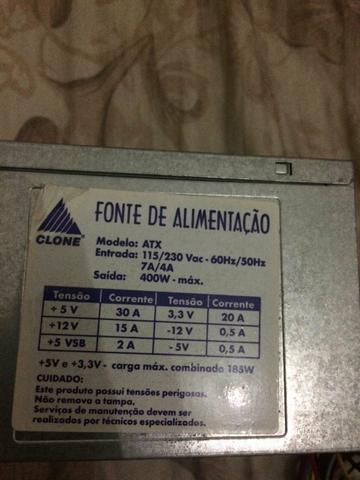 CLONE
FONTE DE ALIMENTAÇÃO
Modelo: ATX
Entrada: 115/230 Vac - 60Hz/50Hz
7A/4A
Saída: 400W - máx.
Tensão Corrente Tensão Corrente
+ 5 V 30 A 3,3 V 20 A
+12 V 15 A -12 V 0,5 A
+5 VSB 2 A - 5V 0,5 A
+5V e +3,3V - carga máx. combinada 185W
CUIDADO:
Este produto possui tensões perigosas.
Não remova a tampa.
Serviços de manutenção devem ser
realizados por técnicos especializados.